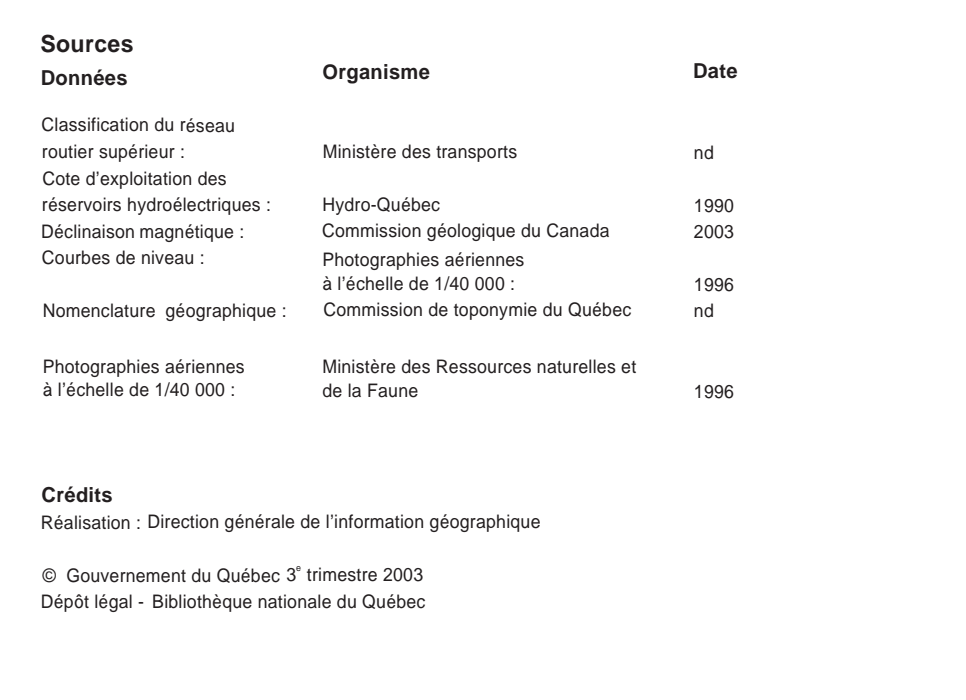 Sources
Données Organisme Date
Classification du réseau
routier supérieur : Ministère des transports nd
Cote d'exploitation des
réservoirs hydroélectriques : Hydro-Québec 1990
Déclinaison magnétique : Commission géologique du Canada 2003
Courbes de niveau : Photographies aériennes
à l'échelle de 1/40 000 : 1996
Nomenclature géographique : Commission de toponymie du Québec nd
Photographies aériennes Ministère des Ressources naturelles et
à l'échelle de 1/40 000 : de la Faune 1996
Crédits
Réalisation : Direction générale de l'information géographique
© Gouvernement du Québec 3e trimestre 2003
Dépôt légal - Bibliothèque nationale du Québec